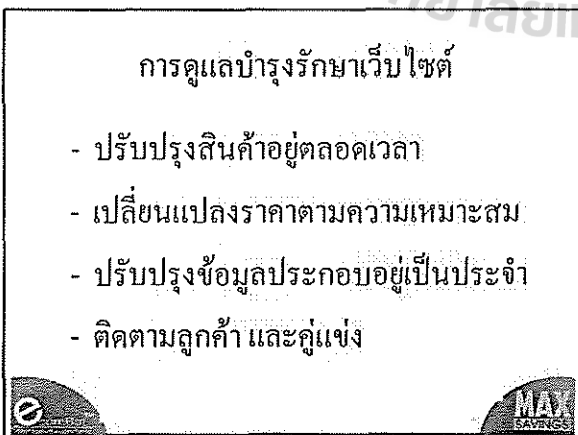 การดูแลบำรุงรักษาเว็บไซต์
- ปรับปรุงสินค้าอยู่ตลอดเวลา
- เปลี่ยนแปลงราคาตามความเหมาะสม
- ปรับปรุงข้อมูลประกอบอยู่เป็นประจำ
- ติดตามลูกค้า และคู่แข่ง
MAX
SAVINGS